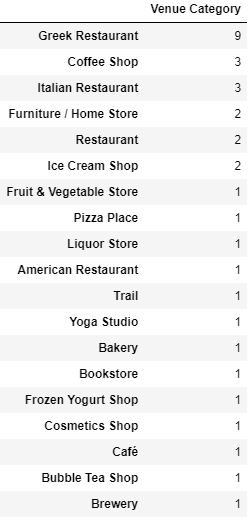 Venue Category
Greek Restaurant 9
Coffee Shop 3
Italian Restaurant 3
Furniture / Home Store 2
Restaurant 2
Ice Cream Shop 2
Fruit & Vegetable Store 1
Pizza Place 1
Liquor Store 1
American Restaurant 1
Trail 1
Yoga Studio 1
Bakery 1
Bookstore 1
Frozen Yogurt Shop 1
Cosmetics Shop 1
Café 1
Bubble Tea Shop 1
Brewery 1